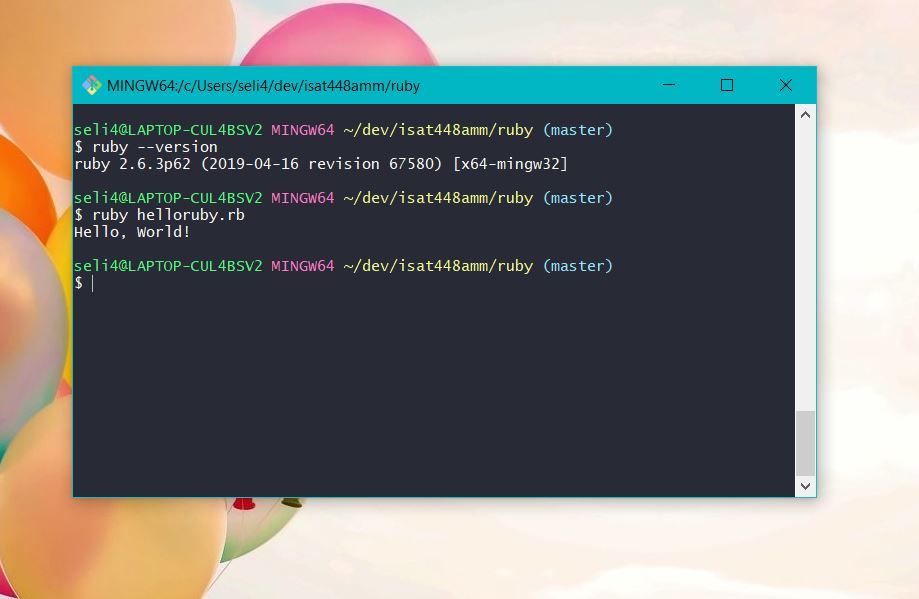 MINGW64:/c/Users/seli4/dev/isat448amm/ruby
seli4@LAPTOP-CUL4BSV2 MINGW64 ~/dev/isat448amm/ruby (master)
$ ruby --version
ruby 2.6.3p62 (2019-04-16 revision 67580) [x64-mingw32]
seli4@LAPTOP-CUL4BSV2 MINGW64 ~/dev/isat448amm/ruby (master)
$ ruby helloruby.rb
Hello, World!
seli4@LAPTOP-CUL4BSV2 MINGW64 ~/dev/isat448amm/ruby (master)
$